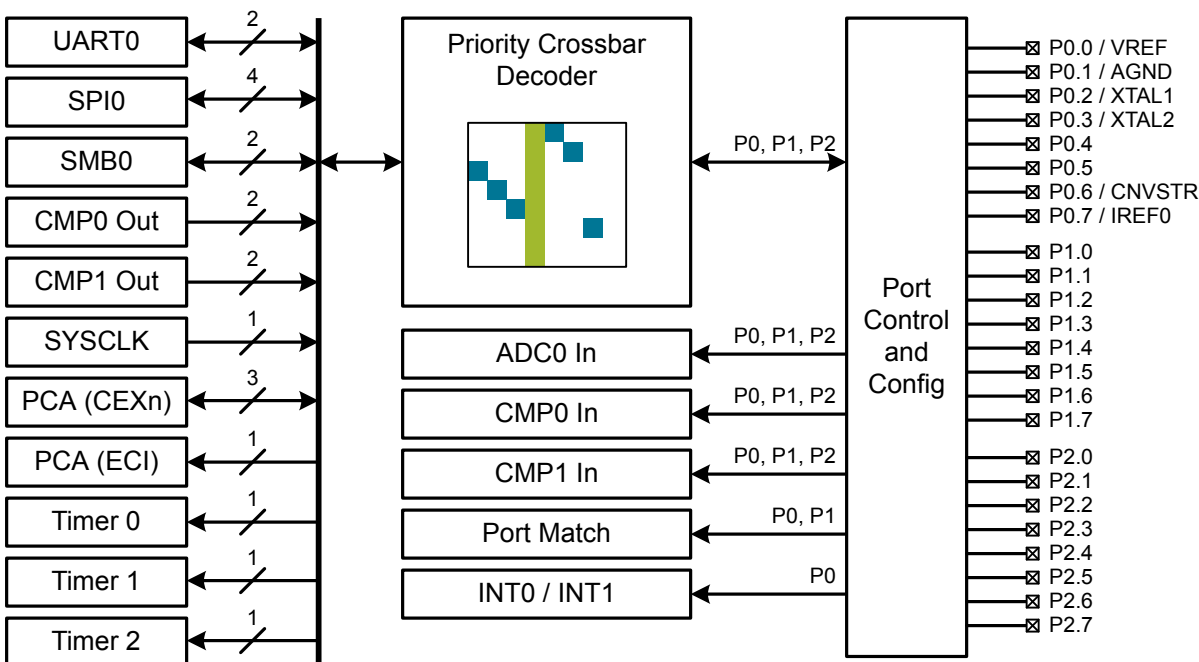 UART0
2
SPI0
4
SMB0
2
CMP0 Out
2
CMP1 Out
2
SYSCLK
1
PCA (CEXn)
3
PCA (ECI)
1
Timer 0
1
Timer 1
1
Timer 2
1
Priority Crossbar
Decoder
P0, P1, P2
ADC0 In
P0, P1, P2
CMP0 In
P0, P1, P2
CMP1 In
P0, P1, P2
Port Match
P0, P1
INT0 / INT1
P0
Port
Control
and
Config
P0.0 / VREF
P0.1 / AGND
P0.2 / XTAL1
P0.3 / XTAL2
P0.4
P0.5
P0.6 / CNVSTR
P0.7 / IREF0
P1.0
P1.1
P1.2
P1.3
P1.4
P1.5
P1.6
P1.7
P2.0
P2.1
P2.2
P2.3
P2.4
P2.5
P2.6
P2.7